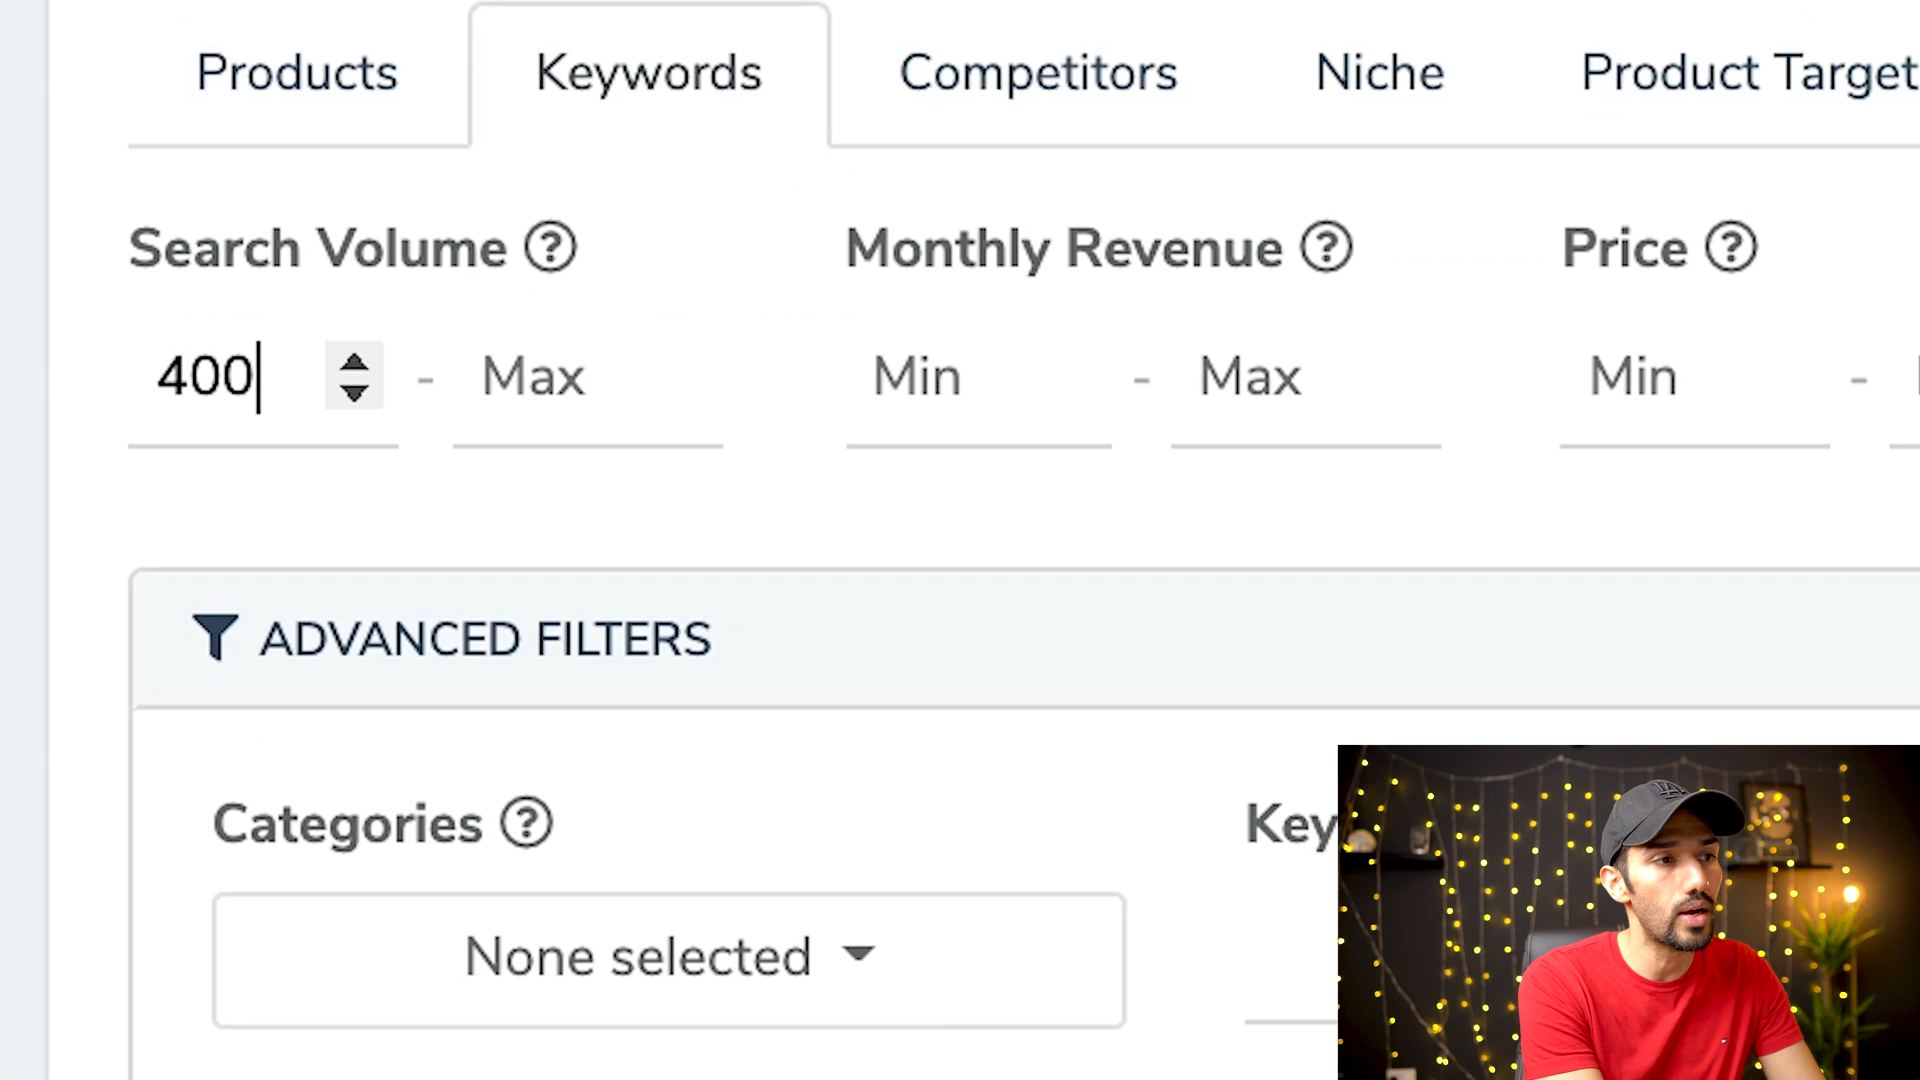 Products Keywords Competitors Niche Product Target
Search Volume ? Monthly Revenue ? Price ?
400 - Max Min - Max Min -
ADVANCED FILTERS
Categories ? Key
None selected